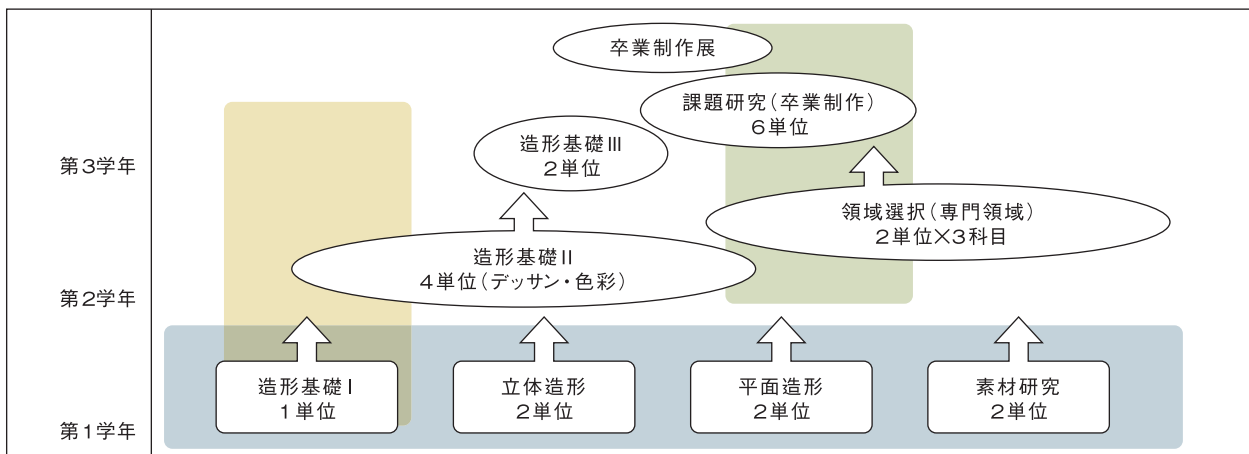 卒業制作展
課題研究（卒業制作）
6単位
造形基礎Ⅲ
2単位
第3学年
領域選択（専門領域）
2単位×3科目
造形基礎Ⅱ
4単位（デッサン・色彩）
第2学年
造形基礎Ⅰ
1単位
立体造形
2単位
平面造形
2単位
素材研究
2単位
第1学年